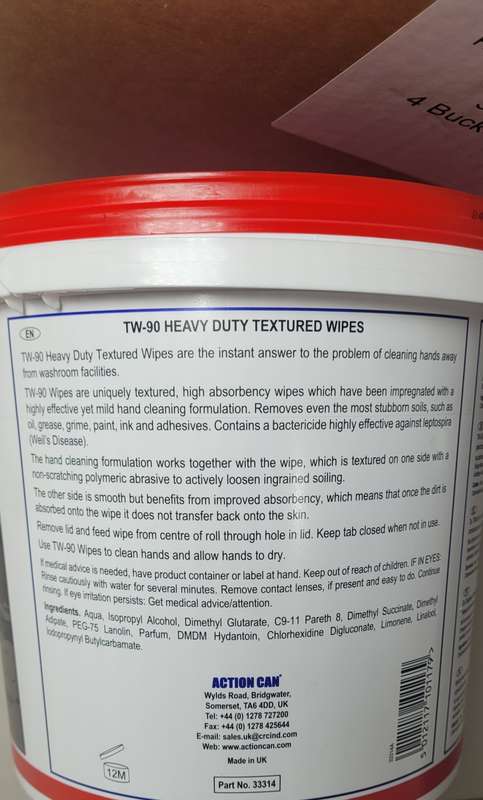 4 Buck
EN
TW-90 HEAVY DUTY TEXTURED WIPES
TW-90 Heavy Duty Textured Wipes are the instant answer to the problem of cleaning hands away
from washroom facilities.
TW-90 Wipes are uniquely textured, high absorbency wipes which have been impregnated with a
highly effective yet mild hand cleaning formulation. Removes even the most stubborn soils, such as
oil, grease, grime, paint, ink and adhesives. Contains a bactericide highly effective against leptospira
(Weil's Disease).
The hand cleaning formulation works together with the wipe, which is textured on one side with a
non-scratching polymeric abrasive to actively loosen ingrained soiling.
The other side is smooth but benefits from improved absorbency, which means that once the dirt is
absorbed onto the wipe it does not transfer back onto the skin.
Remove lid and feed wipe from centre of roll through hole in lid. Keep tab closed when not in use.
Use TW-90 Wipes to clean hands and allow hands to dry.
If medical advice is needed, have product container or label at hand. Keep out of reach of children. IF IN EYES:
Rinse cautiously with water for several minutes. Remove contact lenses, if present and easy to do. Continue
rinsing. If eye irritation persists: Get medical advice/attention.
Ingredients. Aqua, Isopropyl Alcohol, Dimethyl Glutarate, C9-11 Pareth 8, Dimethyl Succinate, Dimethyl
Adipate, PEG-75 Lanolin, Parfum, DMDM Hydantoin, Chlorhexidine Digluconate, Limonene, Linalool,
Iodopropynyl Butylcarbamate.
ACTION CAN®
Wylds Road, Bridgwater,
Somerset, TA6 4DD, UK
Tel: +44 (0) 1278 727200
Fax: +44 (0) 1278 425644
E-mail: sales.uk@crcind.com
Web: www.actioncan.com
Made in UK
Part No. 33314
12M